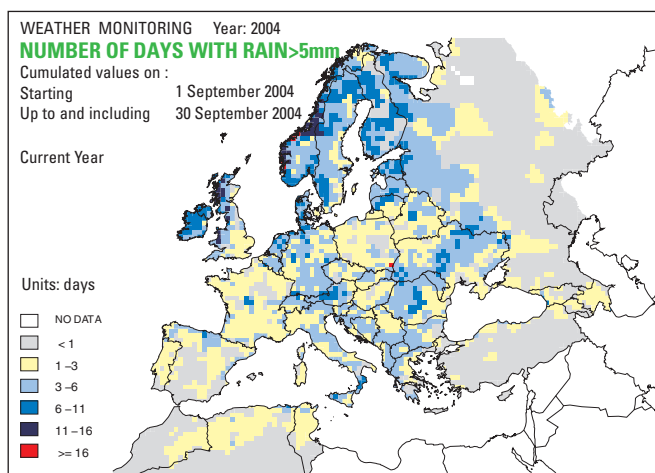 WEATHER MONITORING Year: 2004
NUMBER OF DAYS WITH RAIN>5mm
Cumulated values on :
Starting 1 September 2004
Up to and including 30 September 2004
Current Year
Units: days
NO DATA
< 1
1 –3
3 –6
6 –11
11 –16
>= 16